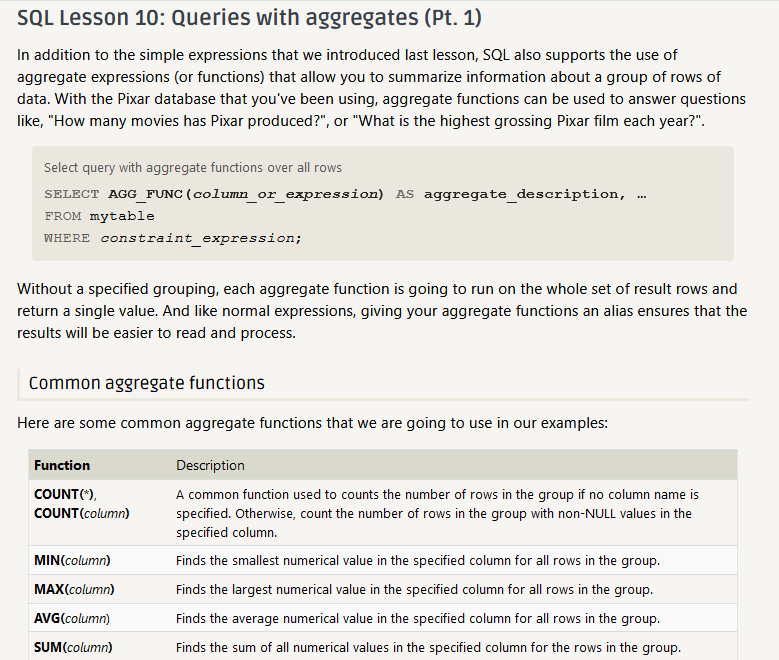 SQL Lesson 10: Queries with aggregates (Pt. 1)
In addition to the simple expressions that we introduced last lesson, SQL also supports the use of
aggregate expressions (or functions) that allow you to summarize information about a group of rows of
data. With the Pixar database that you've been using, aggregate functions can be used to answer questions
like, "How many movies has Pixar produced?", or "What is the highest grossing Pixar film each year?".
Select query with aggregate functions over all rows
SELECT AGG_FUNC(column_or_expression) AS aggregate_description, …
FROM mytable
WHERE constraint_expression;
Without a specified grouping, each aggregate function is going to run on the whole set of result rows and
return a single value. And like normal expressions, giving your aggregate functions an alias ensures that the
results will be easier to read and process.
Common aggregate functions
Here are some common aggregate functions that we are going to use in our examples:
Function Description
COUNT(*), A common function used to counts the number of rows in the group if no column name is
COUNT(column) specified. Otherwise, count the number of rows in the group with non-NULL values in the
specified column.
MIN(column) Finds the smallest numerical value in the specified column for all rows in the group.
MAX(column) Finds the largest numerical value in the specified column for all rows in the group.
AVG(column) Finds the average numerical value in the specified column for all rows in the group.
SUM(column) Finds the sum of all numerical values in the specified column for the rows in the group.